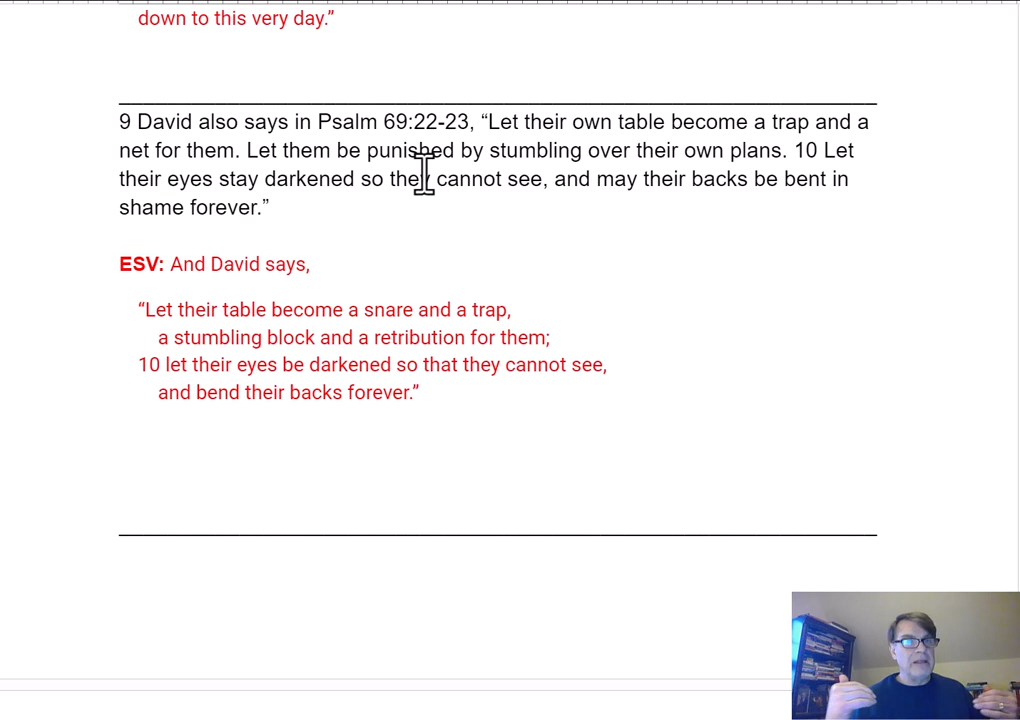 down to this very day.”
9 David also says in Psalm 69:22-23, “Let their own table become a trap and a
net for them. Let them be punished by stumbling over their own plans. 10 Let
their eyes stay darkened so they cannot see, and may their backs be bent in
shame forever.”
ESV: And David says,
“Let their table become a snare and a trap,
a stumbling block and a retribution for them;
10 let their eyes be darkened so that they cannot see,
and bend their backs forever.”